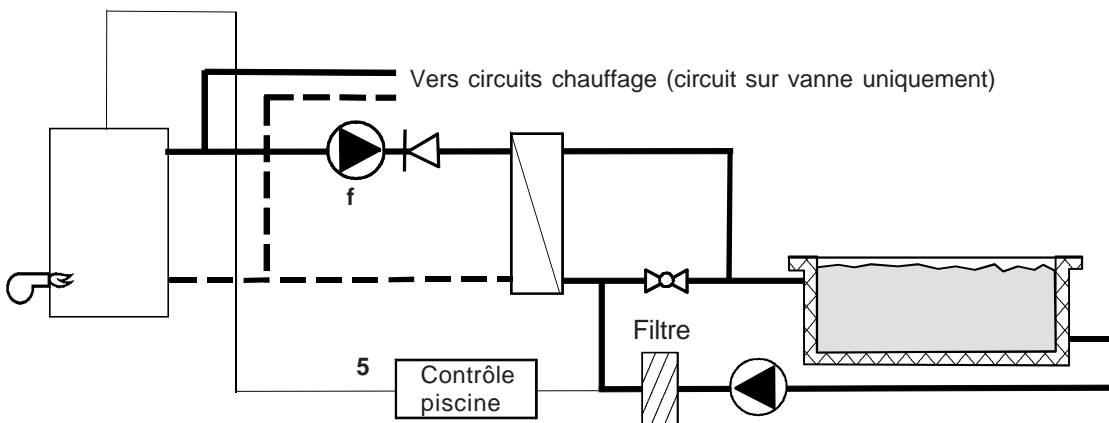 Vers circuits chauffage (circuit sur vanne uniquement)
f
Filtre
5
Contrôle
piscine